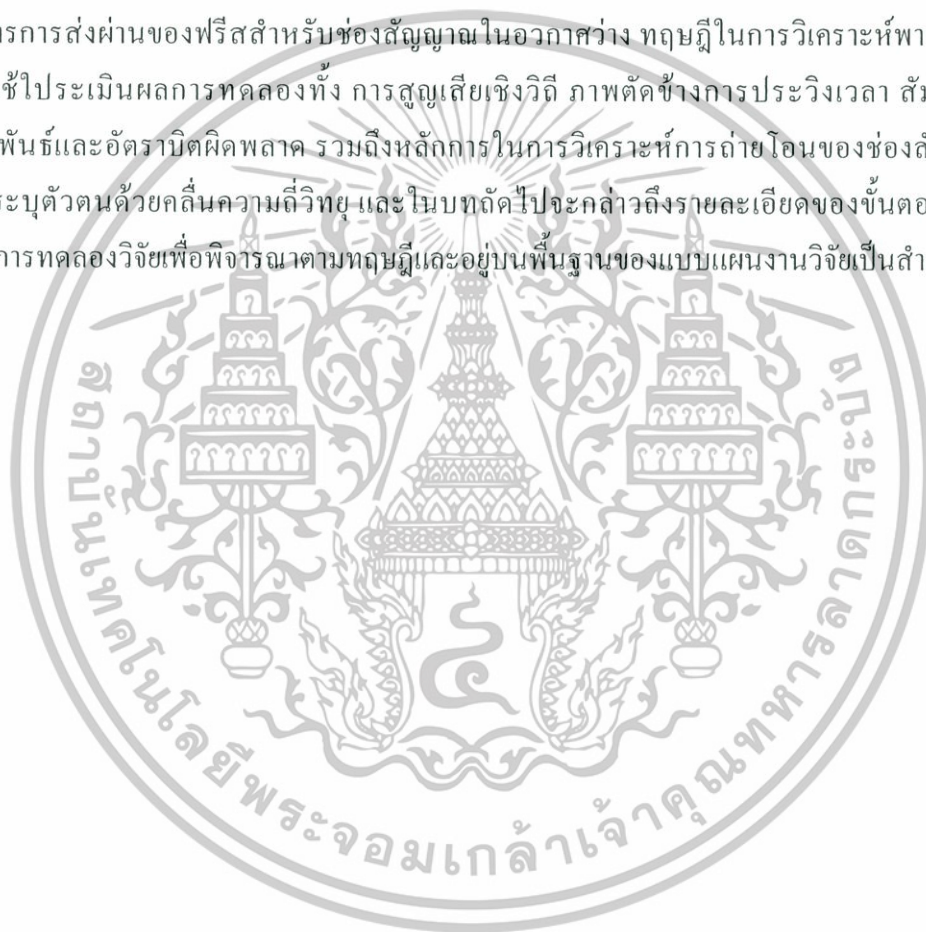 ารการส่งผ่านของฟรีสสำหรับช่องสัญญาณในอวกาศว่าง ทฤษฎีในการวิเคราะห์พา
ช้ไประเมินผลการทดลองทั้ง การสูญเสียเชิงวิถี ภาพตัดข้างการประวิงเวลา สัม
พันธ์และอัตราบิตผิดพลาด รวมถึงหลักการในการวิเคราะห์การถ่ายโอนของช่องสั
ระบุตัวตนด้วยคลื่นความถี่วิทยุ และในบทถัดไปจะกล่าวถึงรายละเอียดของขั้นตอ
การทดลองวิจัยเพื่อพิจารณาตามทฤษฎีและอยู่บนพื้นฐานของแบบแผนงานวิจัยเป็นสำ
สถาบันเทคโนโลยีพระจอมเกล้าเจ้าคุณทหารลาดกระบัง